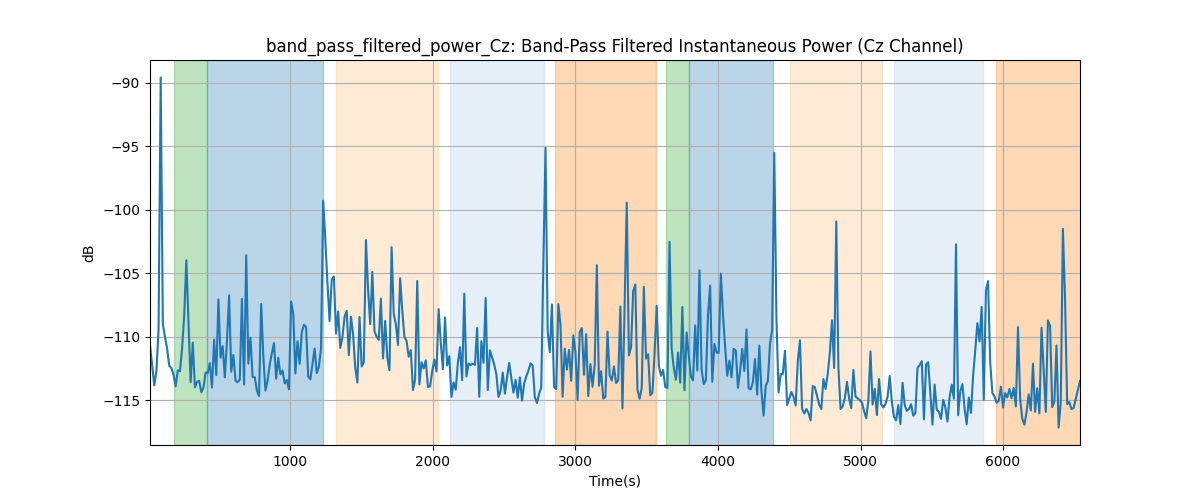 band_pass_filtered_power_Cz: Band-Pass Filtered Instantaneous Power (Cz Channel)
−90
−95
−100
−105
−110
−115
dB
1000 2000 3000 4000 5000 6000
Time(s)